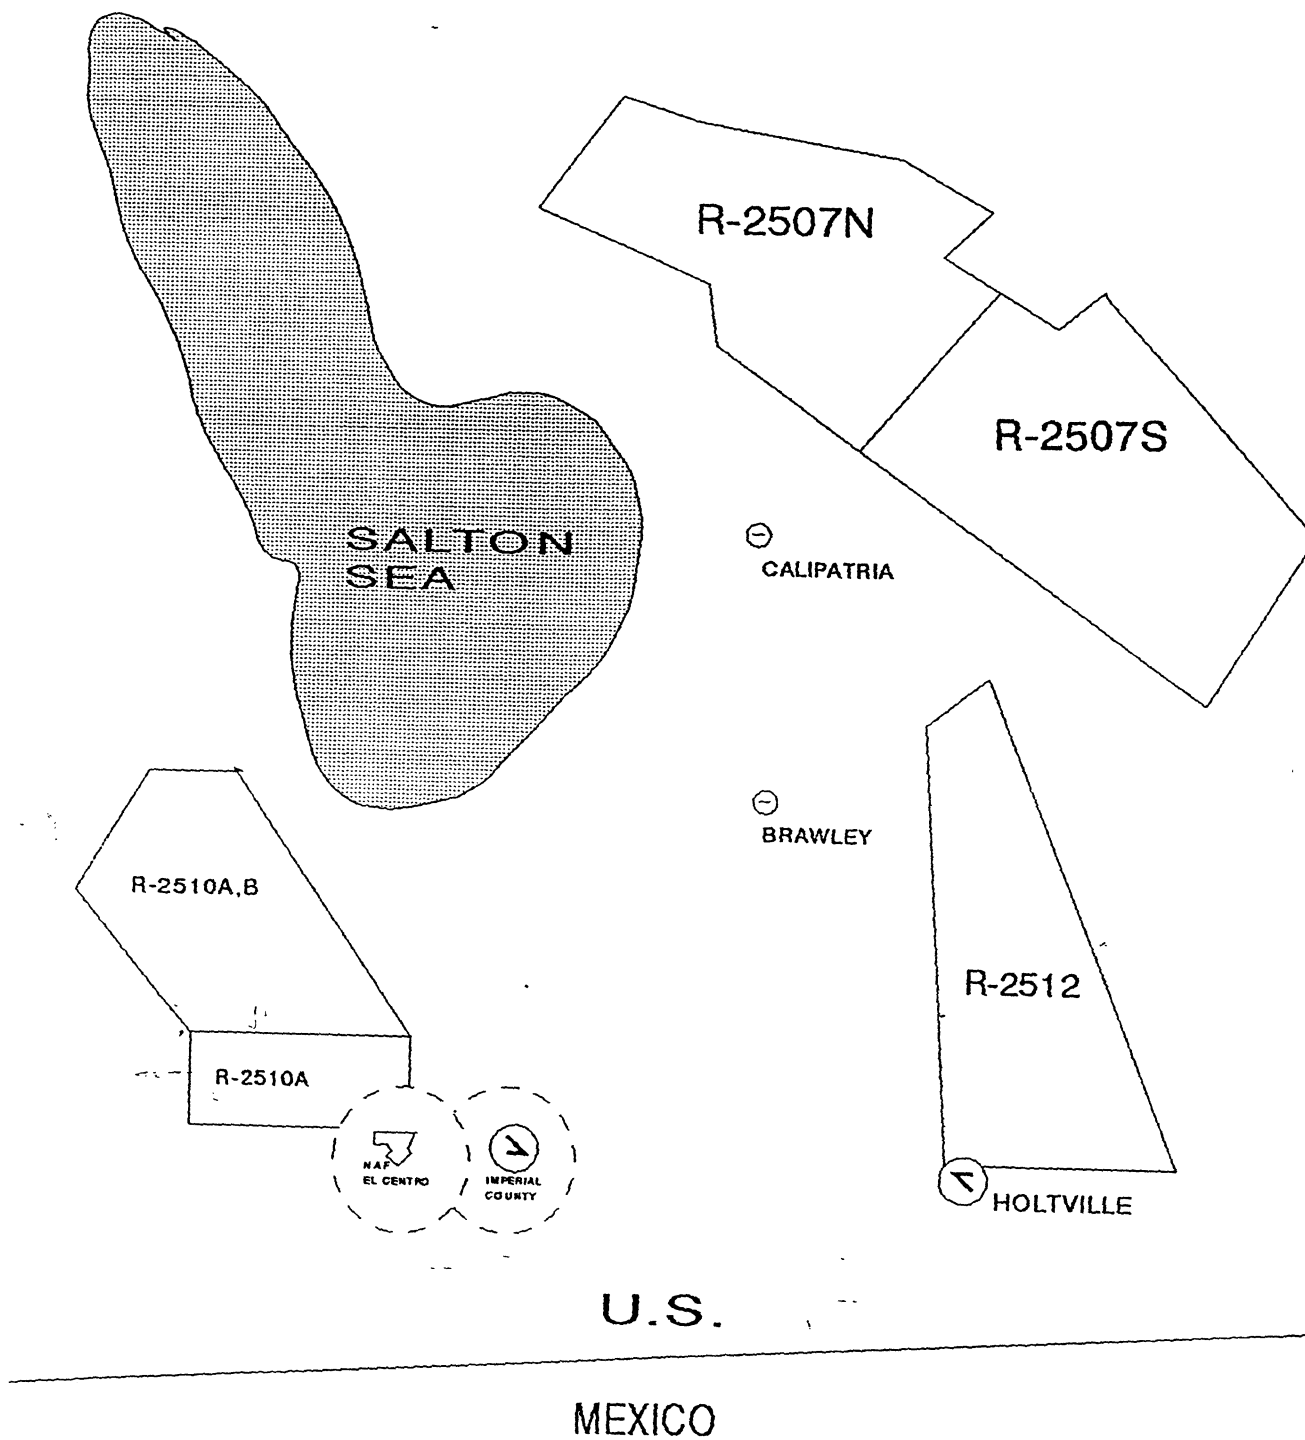 R-2507N
R-2507S
SALTON
SEA
CALIPATRIA
BRAWLEY
R-2510A,B
R-2512
R-2510A
NAF
EL CENTRO
IMPERIAL
COUNTY
HOLTVILLE
U.S.
MEXICO